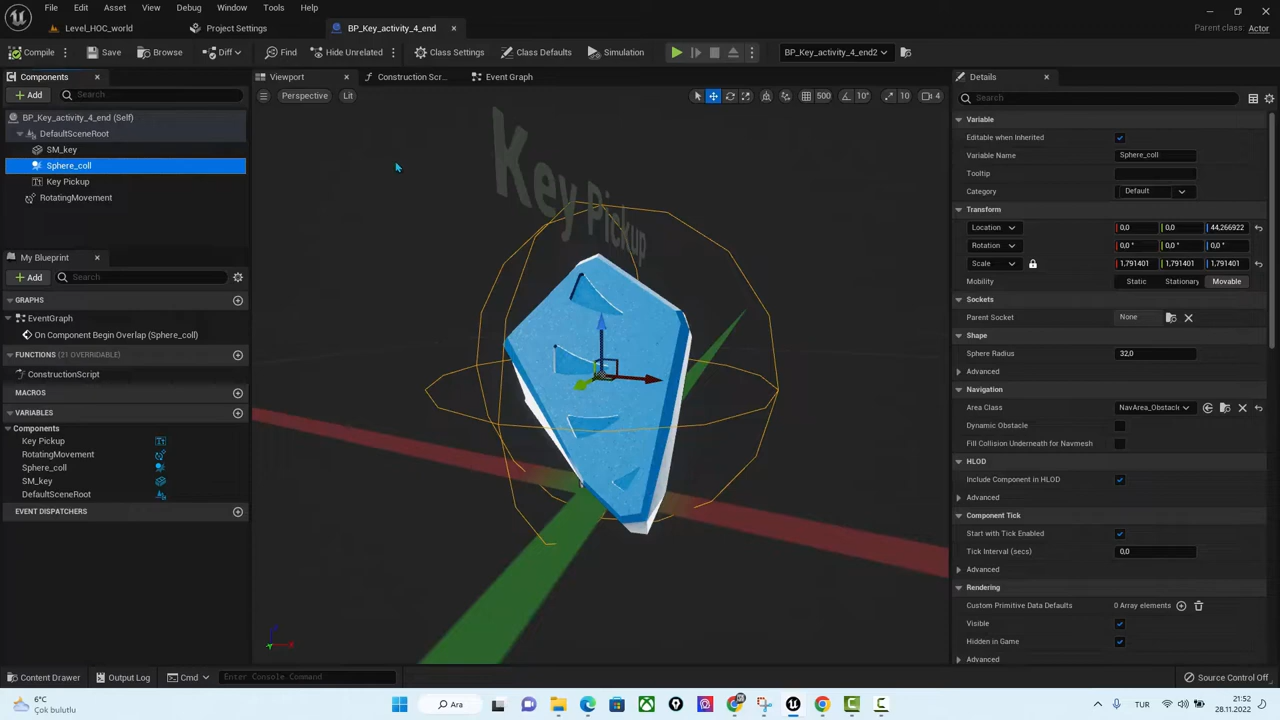 File Edit Asset View Debug Window Tools Help
Level_HOC_world Project Settings BP_Key_activity_4_end Parent class: Actor
Compile Save Browse Diff Find Hide Unrelated Class Settings Class Defaults Simulation BP_Key_activity_4_end2
Components
Add Search
BP_Key_activity_4_end (Self)
DefaultSceneRoot
SM_key
Sphere_coll
Key Pickup
RotatingMovement
My Blueprint
Add Search
GRAPHS
EventGraph
On Component Begin Overlap (Sphere_coll)
FUNCTIONS (21 OVERRIDABLE)
ConstructionScript
MACROS
VARIABLES
Components
Key Pickup
RotatingMovement
Sphere_coll
SM_key
DefaultSceneRoot
EVENT DISPATCHERS
Viewport Construction Scr... Event Graph
Perspective Lit 500 10° 10 4
Key Pickup
Details
Search
Variable
Editable when Inherited
Variable Name Sphere_coll
Tooltip
Category Default
Transform
Location 0,0 0,0 44,266922
Rotation 0,0 ° 0,0 ° 0,0 °
Scale 1,791401 1,791401 1,791401
Mobility Static Stationary Movable
Sockets
Parent Socket None
Shape
Sphere Radius 32,0
Advanced
Navigation
Area Class NavArea_Obstacle
Dynamic Obstacle
Fill Collision Underneath for Navmesh
HLOD
Include Component in HLOD
Advanced
Component Tick
Start with Tick Enabled
Tick Interval (secs) 0,0
Advanced
Rendering
Custom Primitive Data Defaults 0 Array elements
Visible
Hidden in Game
Advanced
Content Drawer Output Log Cmd Enter Console Command Source Control Off
6°C
Çok bulutlu
Ara
TUR
21:52
28.11.2022